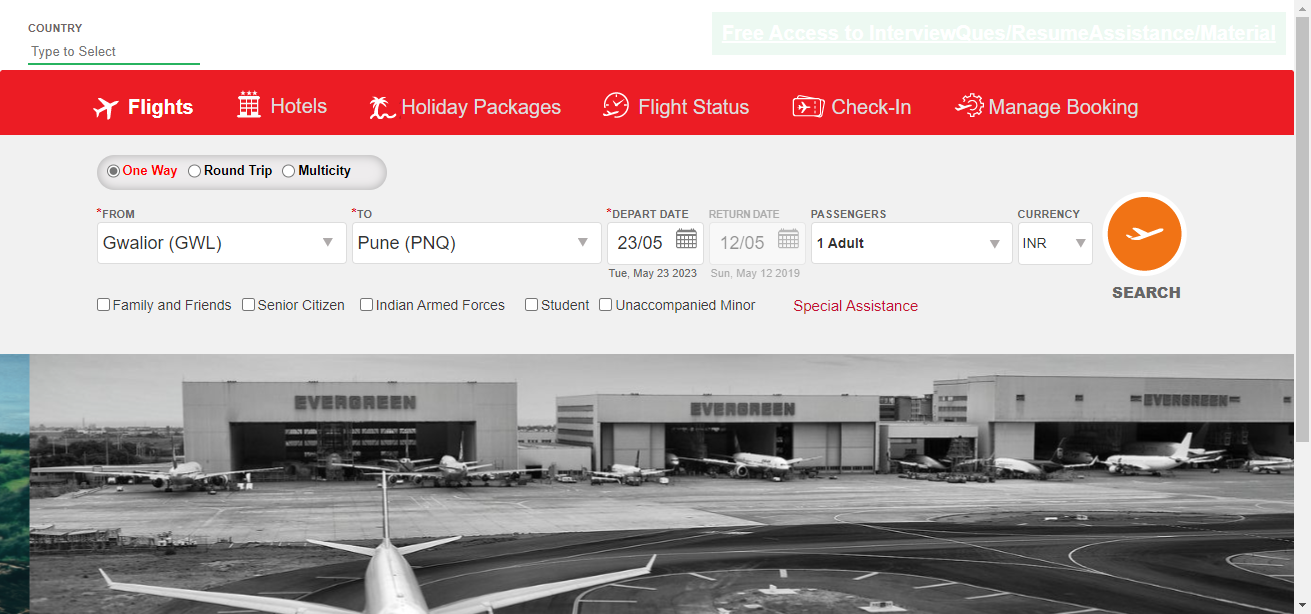 COUNTRY
Type to Select
Free Access to InterviewQues/ResumeAssistance/Material
Flights
Hotels
Holiday Packages
Flight Status
Check-In
Manage Booking
One Way
Round Trip
Multicity
*FROM
*TO
*DEPART DATE
RETURN DATE
PASSENGERS
CURRENCY
Gwalior (GWL)
Pune (PNQ)
23/05
12/05
1 Adult
INR
Tue, May 23 2023
Sun, May 12 2019
SEARCH
Family and Friends
Senior Citizen
Indian Armed Forces
Student
Unaccompanied Minor
Special Assistance
EVERGREEN
EVERGREEN
EVERGREEN